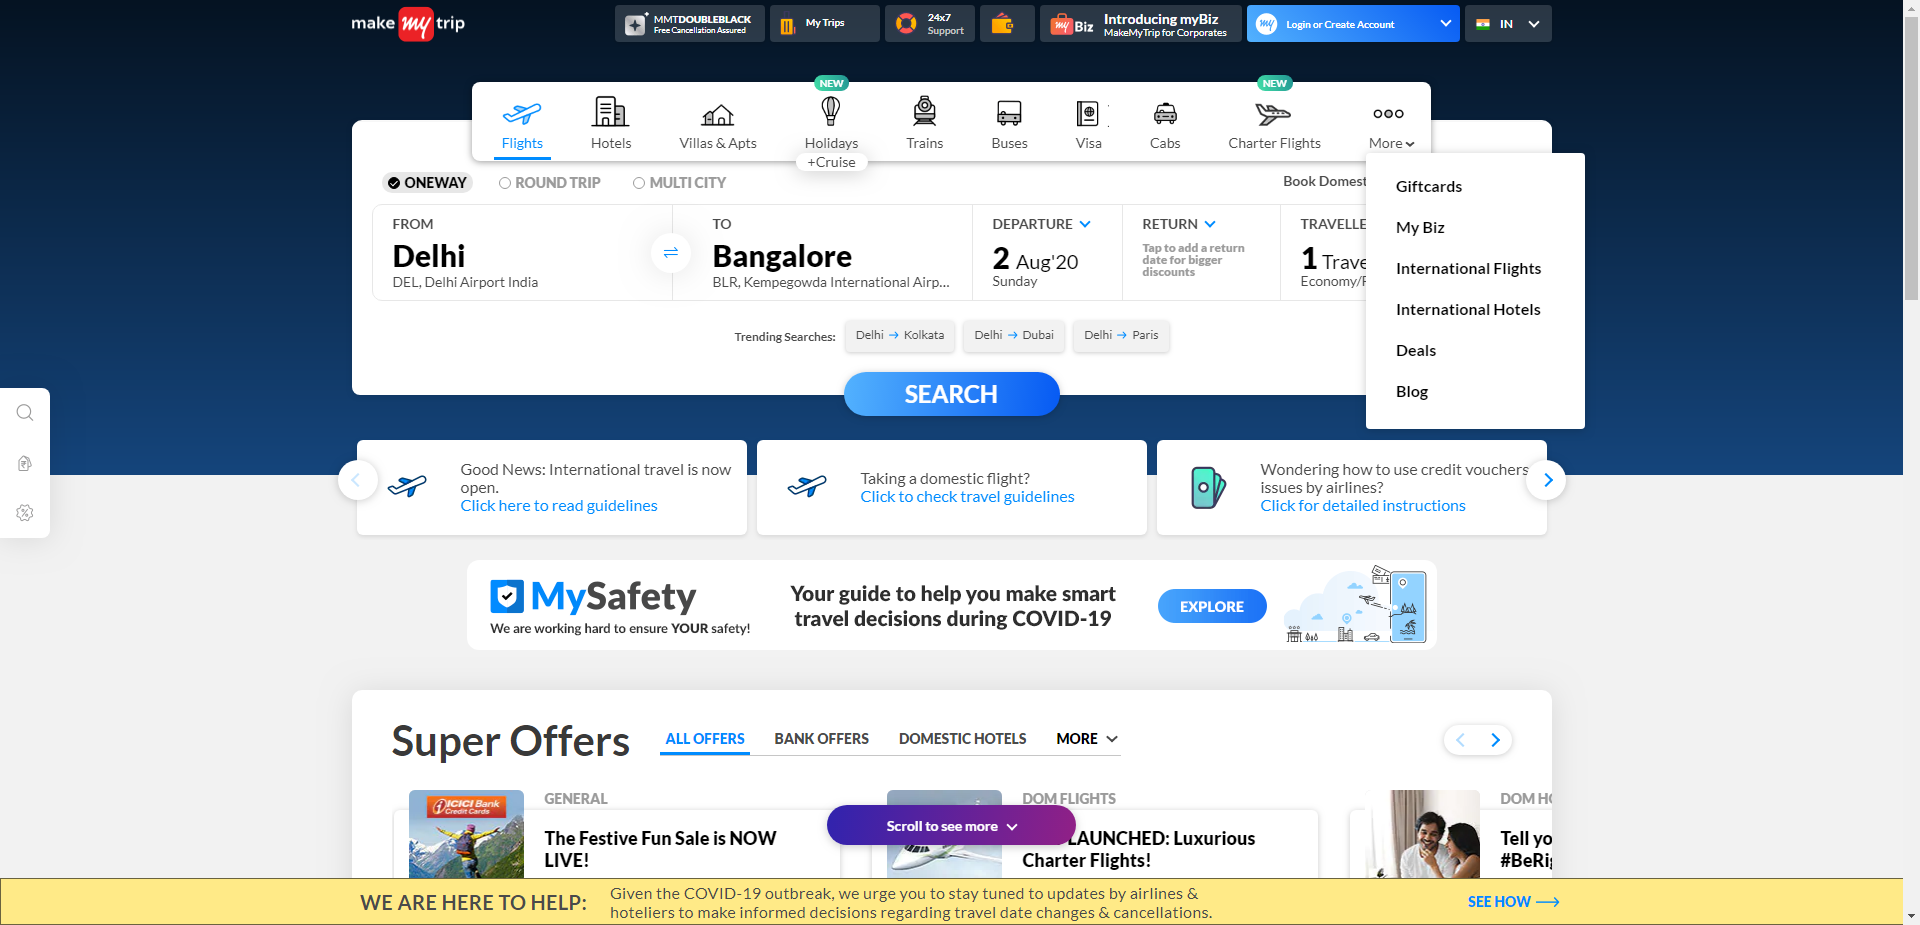 make my trip
MMTDOUBLEBLACK
Free Cancellation Assured
My Trips
24x7
Support
my Biz
Introducing myBiz
MakeMyTrip for Corporates
my
Login or Create Account
IN
NEW
NEW
Flights
Hotels
Villas & Apts
Holidays
Trains
Buses
Visa
Cabs
Charter Flights
More
+Cruise
ONEWAY
ROUND TRIP
MULTI CITY
Book Domest
Giftcards
My Biz
International Flights
International Hotels
Deals
Blog
FROM
Delhi
DEL, Delhi Airport India
TO
Bangalore
BLR, Kempegowda International Airp...
DEPARTURE
2 Aug'20
Sunday
RETURN
Tap to add a return
date for bigger
discounts
TRAVELLE
1 Trave
Economy/
Trending Searches:
Delhi → Kolkata
Delhi → Dubai
Delhi → Paris
SEARCH
Good News: International travel is now
open.
Click here to read guidelines
Taking a domestic flight?
Click to check travel guidelines
Wondering how to use credit vouchers
issues by airlines?
Click for detailed instructions
MySafety
We are working hard to ensure YOUR safety!
Your guide to help you make smart
travel decisions during COVID-19
EXPLORE
Super Offers
ALL OFFERS
BANK OFFERS
DOMESTIC HOTELS
MORE
ICICI Bank
Credit Cards
GENERAL
The Festive Fun Sale is NOW
LIVE!
DOM FLIGHTS
AUNCHED: Luxurious
Charter Flights!
DOM HO
Tell yo
#BeRig
Scroll to see more
WE ARE HERE TO HELP:
Given the COVID-19 outbreak, we urge you to stay tuned to updates by airlines &
hoteliers to make informed decisions regarding travel date changes & cancellations.
SEE HOW